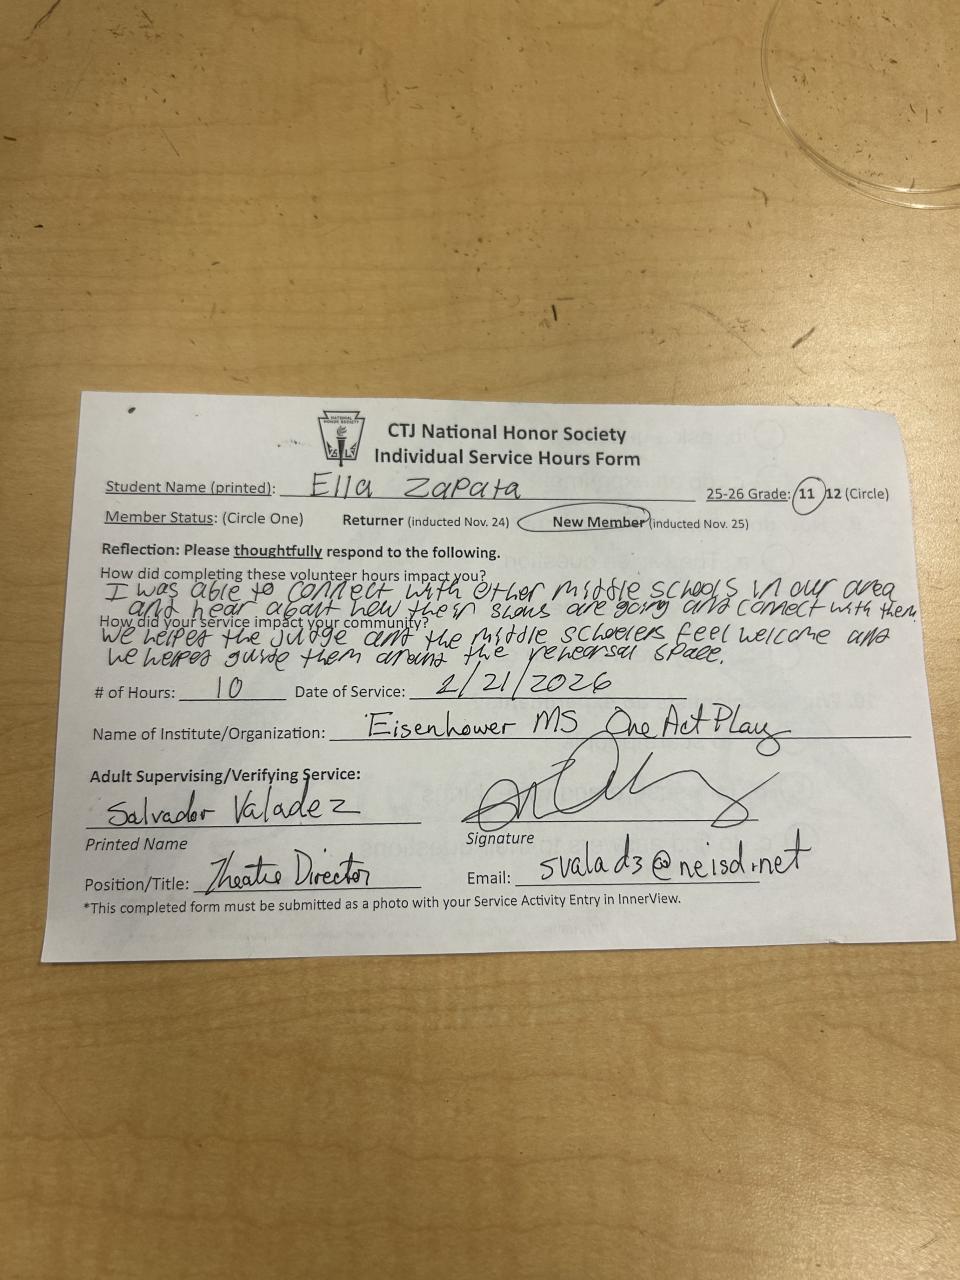 NATIONAL
HONOR SOCIETY
CTJ National Honor Society
Individual Service Hours Form
Student Name (printed): Ella Zapata 25-26 Grade: 11 12 (Circle)
Member Status: (Circle One) Returner (inducted Nov. 24) New Member (inducted Nov. 25)
Reflection: Please thoughtfully respond to the following.
How did completing these volunteer hours impact you?
I was able to connect with other middle schools in our area
and hear about how their shows are going and connect with them.
How did your service impact your community?
We helped the judge and the middle schoolers feel welcome and
we helped guide them around the rehearsal space.
# of Hours: 10 Date of Service: 2/21/2026
Name of Institute/Organization: Eisenhower MS One Act Play
Adult Supervising/Verifying Service:
Salvador Valadez
Printed Name Signature
Position/Title: Theatre Director Email: svalad3@neisd.net
*This completed form must be submitted as a photo with your Service Activity Entry in InnerView.